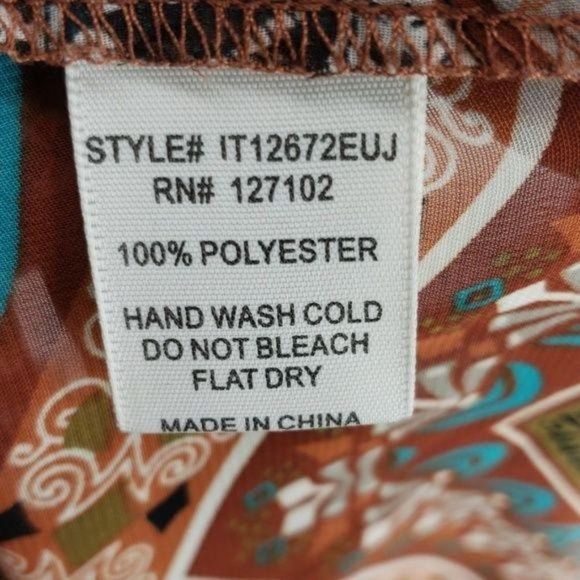 STYLE# IT12672EUJ
RN# 127102
100% POLYESTER
HAND WASH COLD
DO NOT BLEACH
FLAT DRY
MADE IN CHINA